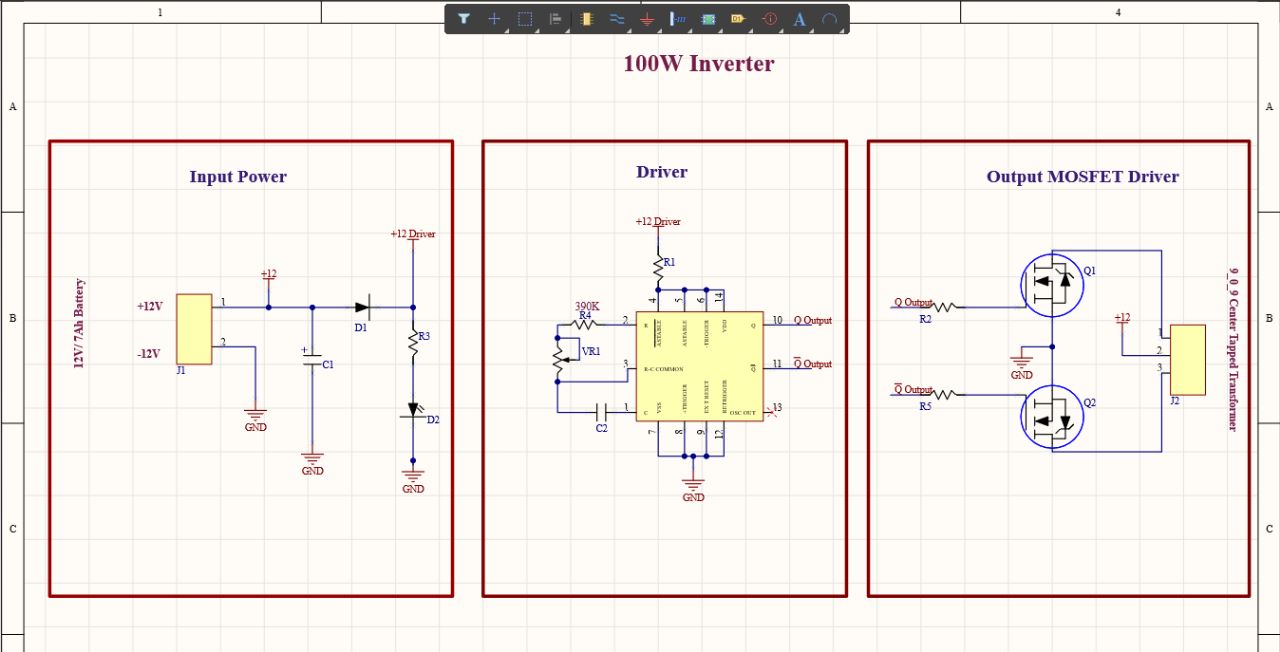 1
4
100W Inverter
A
A
Input Power
Driver
Output MOSFET Driver
+12 Driver
+12 Driver
+12
+12V
-12V
1
2
J1
12V/ 7Ah Battery
GND
+
C1
GND
D1
R3
D2
GND
R1
4
5
6
14
390K
R4
VR1
C2
2
3
1
R
R-C COMMON
C
ASTABLE
ASTABLE
-TRIGGER
VDD
Q
Q
OSC OUT
VSS
+TRIGGER
EXT RESET
RETRIGGER
10
Q Output
11
Q Output
13
7
8
9
12
GND
Q Output
R2
Q1
Q Output
R5
Q2
GND
+12
1
2
3
J2
9_0_9 Center Tapped Transformer
B
B
C
C